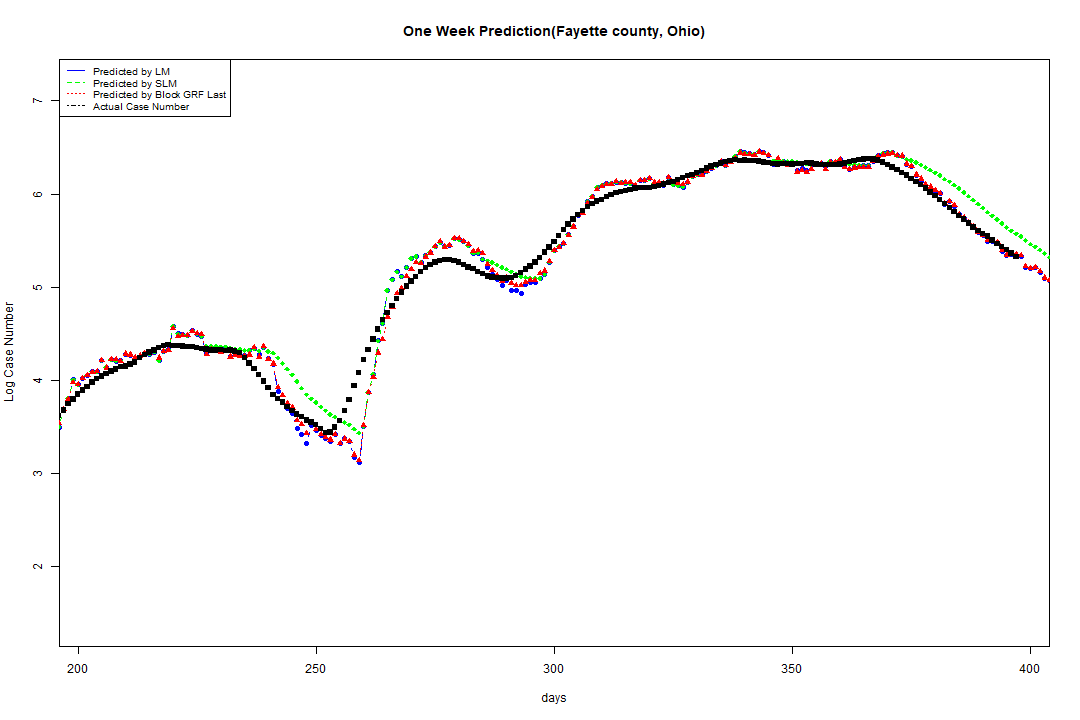 One Week Prediction(Fayette county, Ohio)
Predicted by LM
Predicted by SLM
Predicted by Block GRF Last
Actual Case Number
7
6
5
4
3
2
Log Case Number
200
250
300
350
400
days